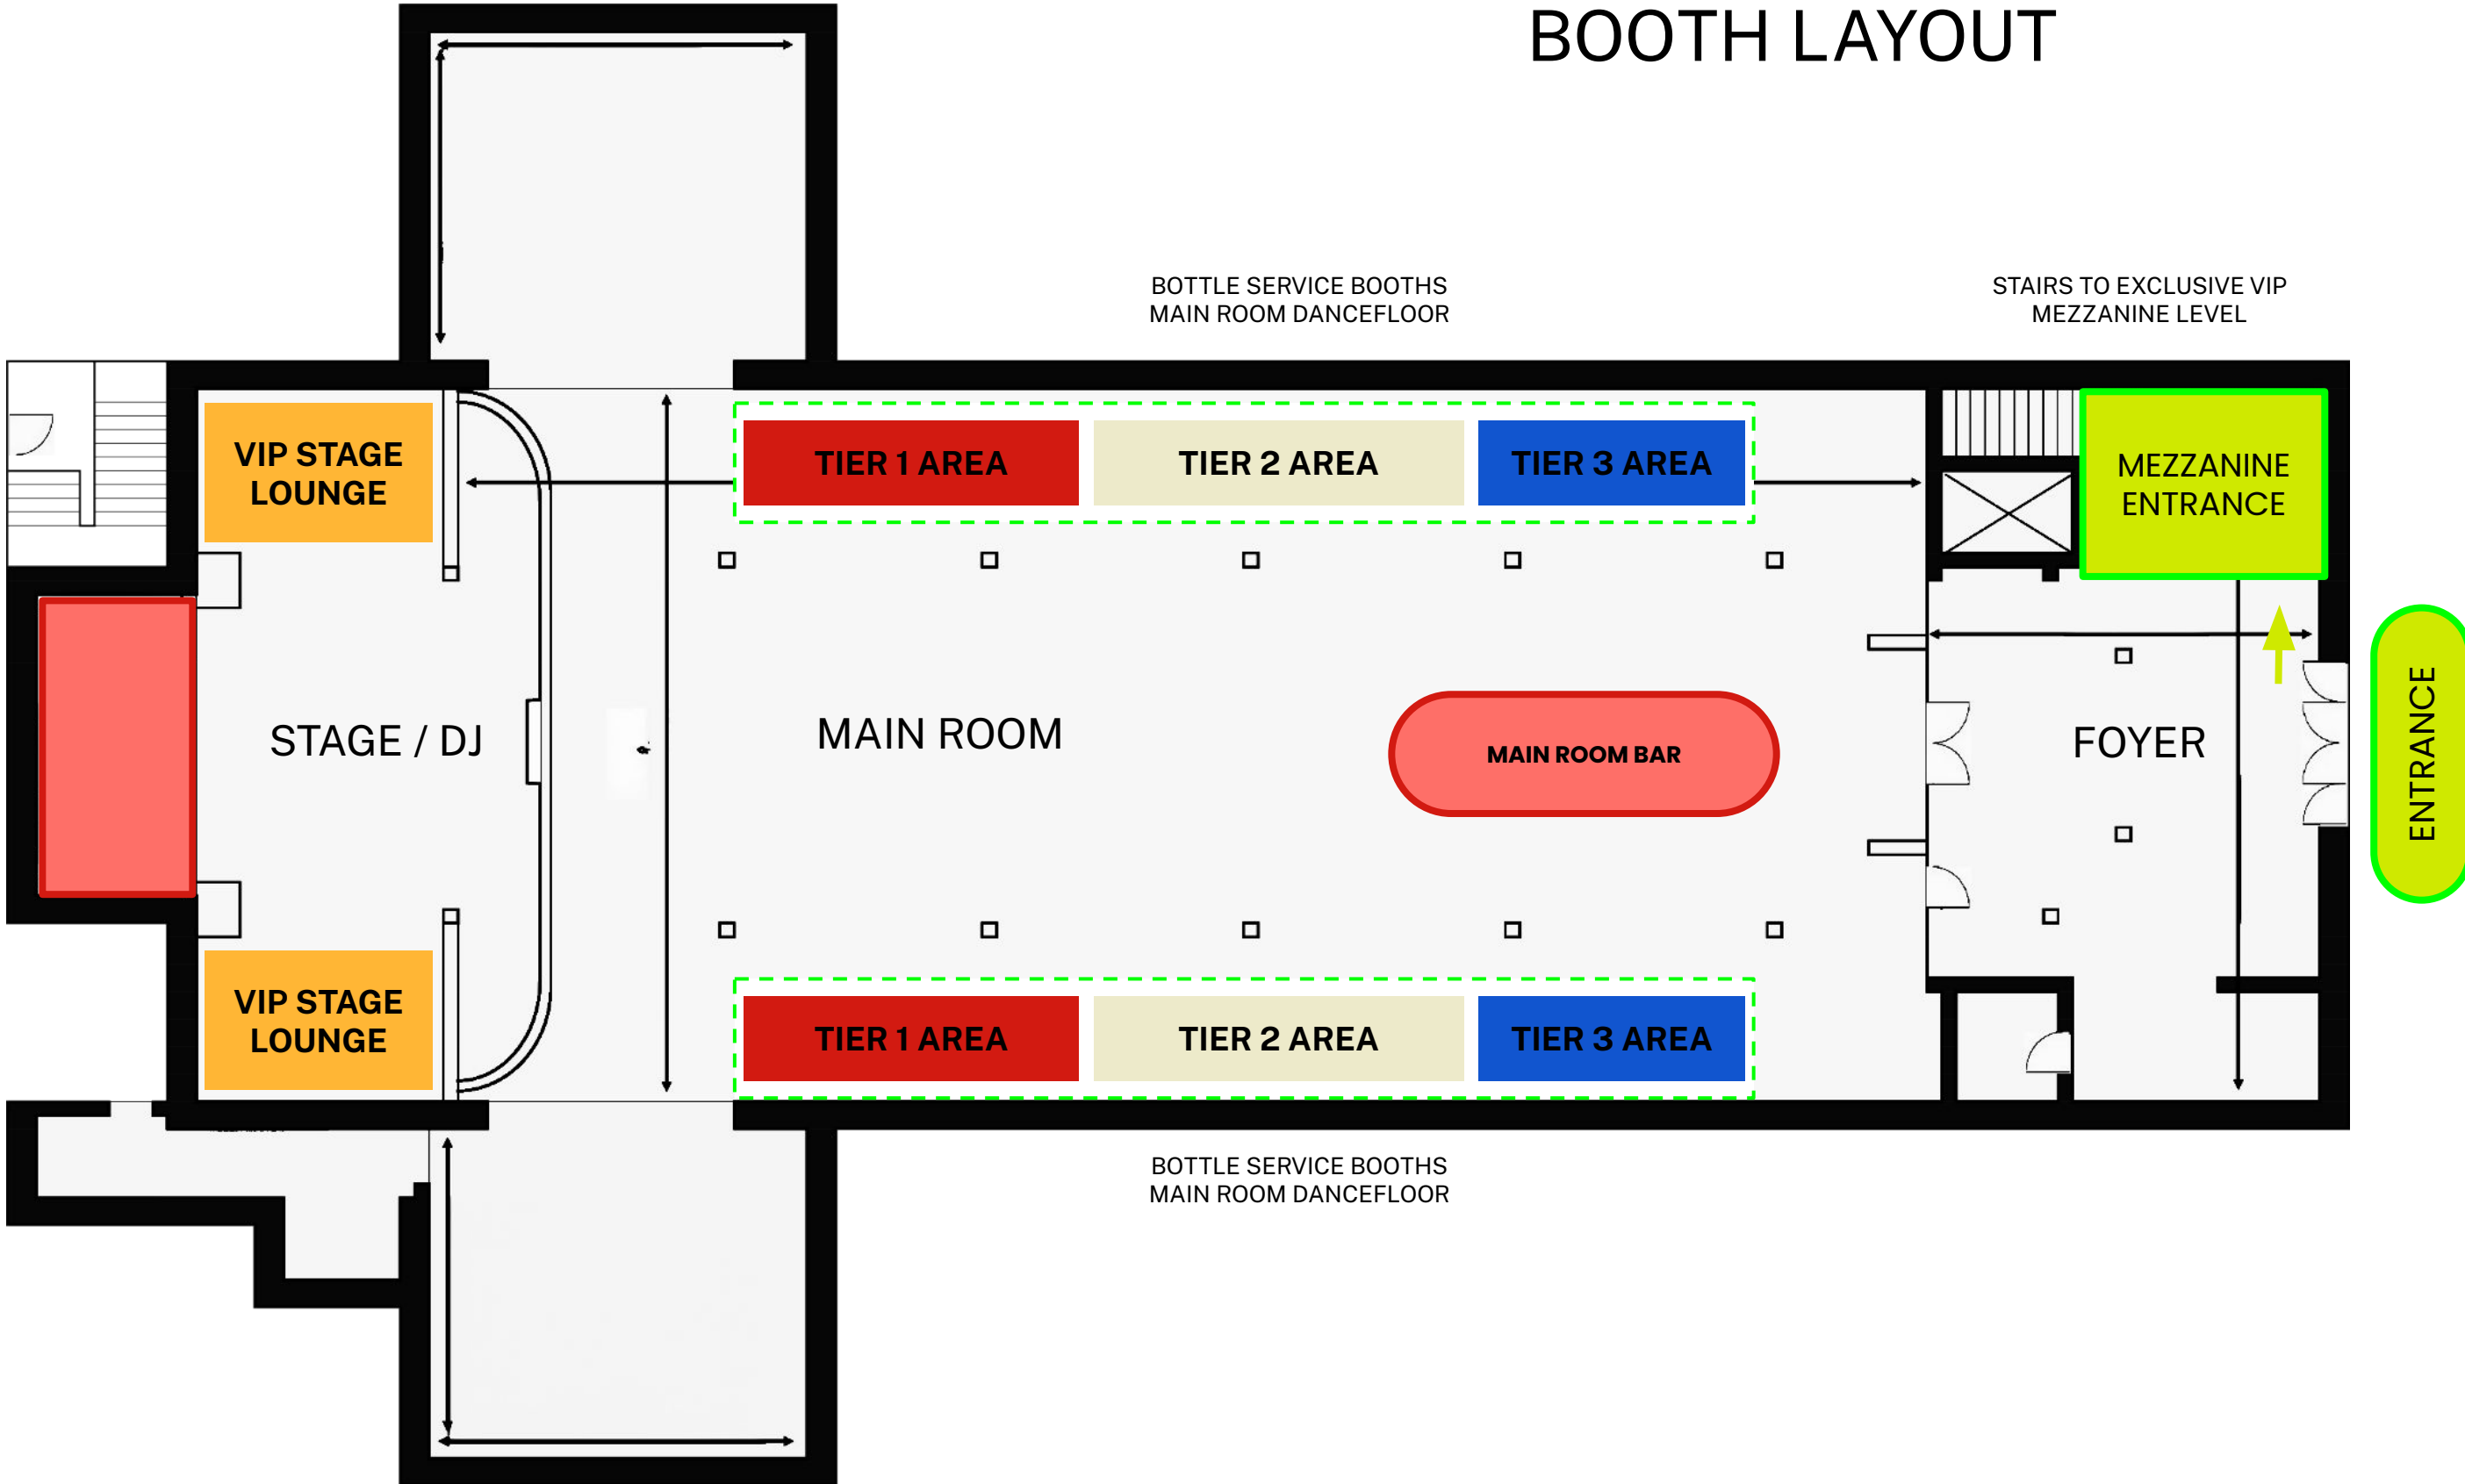 BOOTH LAYOUT
BOTTLE SERVICE BOOTHS
MAIN ROOM DANCEFLOOR
STAIRS TO EXCLUSIVE VIP
MEZZANINE LEVEL
VIP STAGE
LOUNGE
TIER 1 AREA
TIER 2 AREA
TIER 3 AREA
MEZZANINE
ENTRANCE
STAGE / DJ
MAIN ROOM
MAIN ROOM BAR
FOYER
ENTRANCE
VIP STAGE
LOUNGE
TIER 1 AREA
TIER 2 AREA
TIER 3 AREA
BOTTLE SERVICE BOOTHS
MAIN ROOM DANCEFLOOR